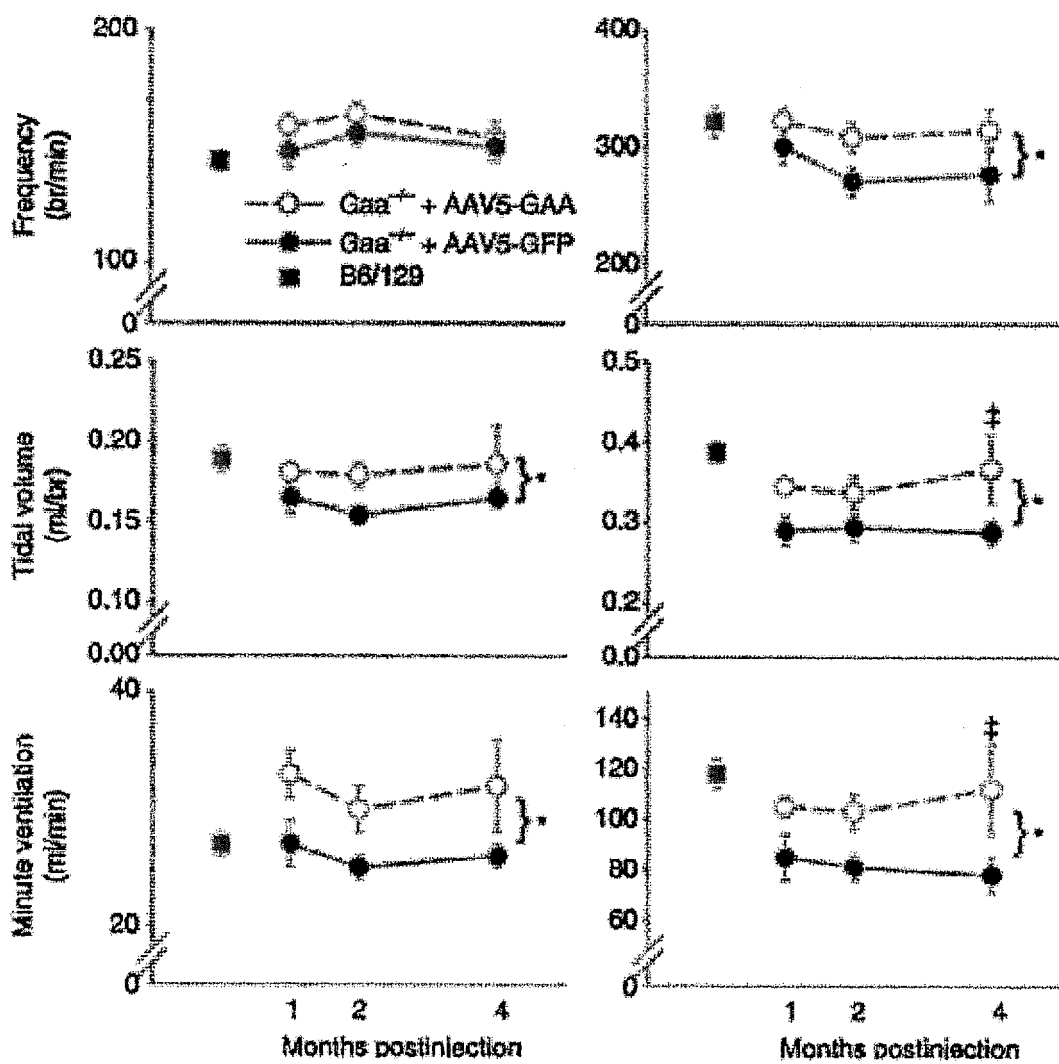 200
100
0
Frequency
(br/min)
Gaa-/- + AAV5-GAA
Gaa-/- + AAV5-GFP
B6/129
400
300
200
0
} *
0.25
0.20
0.15
0.10
0.00
Tidal volume
(ml/br)
} *
0.5
0.4
0.3
0.2
0.0
‡
} *
40
20
0
Minute ventilation
(ml/min)
} *
140
120
100
80
60
0
‡
} *
1 2 4
Months postinjection
1 2 4
Months postinjection